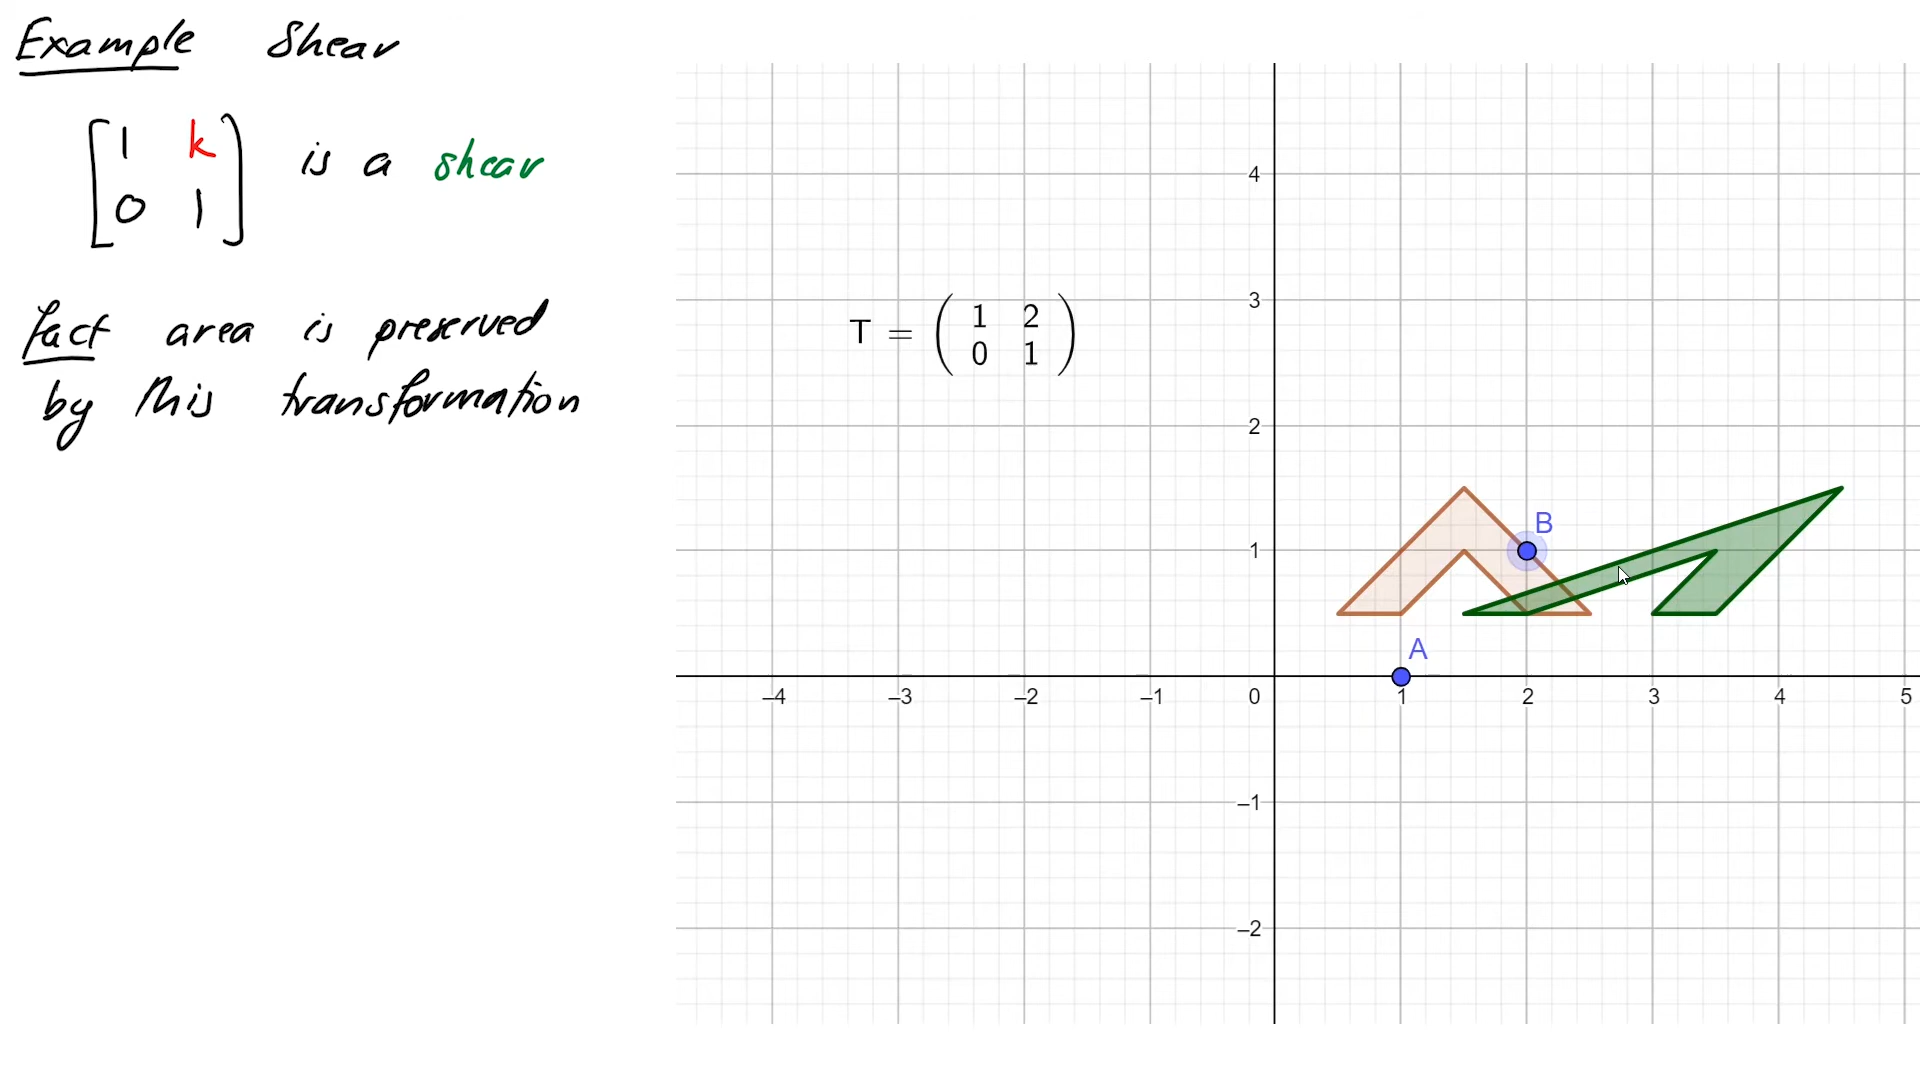 Example Shear
[1 k
0 1] is a shear
fact area is preserved
by this transformation
4
3
T = ( 1 2
0 1 )
2
B
1
A
–4 –3 –2 –1 0 1 2 3 4 5
–1
–2